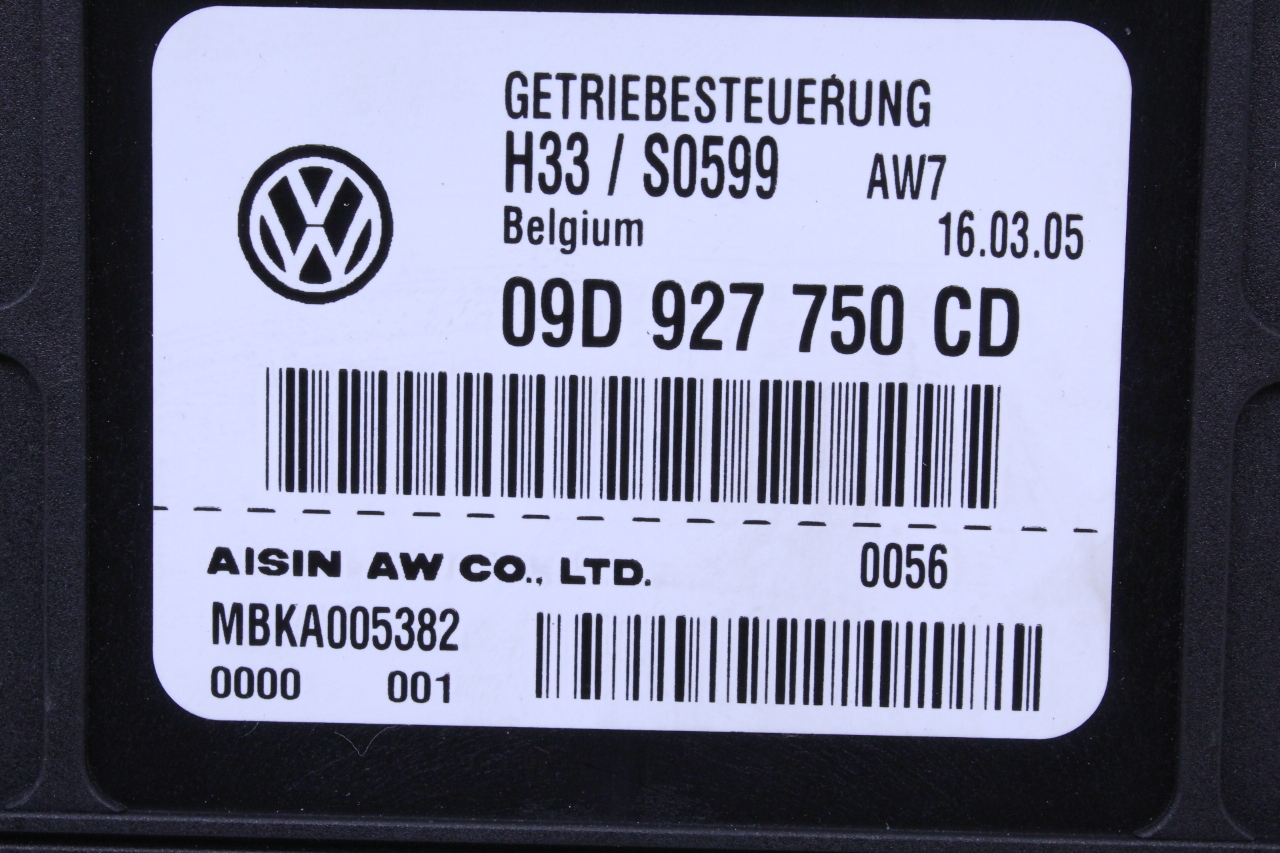 GETRIEBESTEUERUNG
H33 / S0599 AW7
Belgium 16.03.05
09D 927 750 CD
AISIN AW CO., LTD. 0056
MBKA005382
0000 001